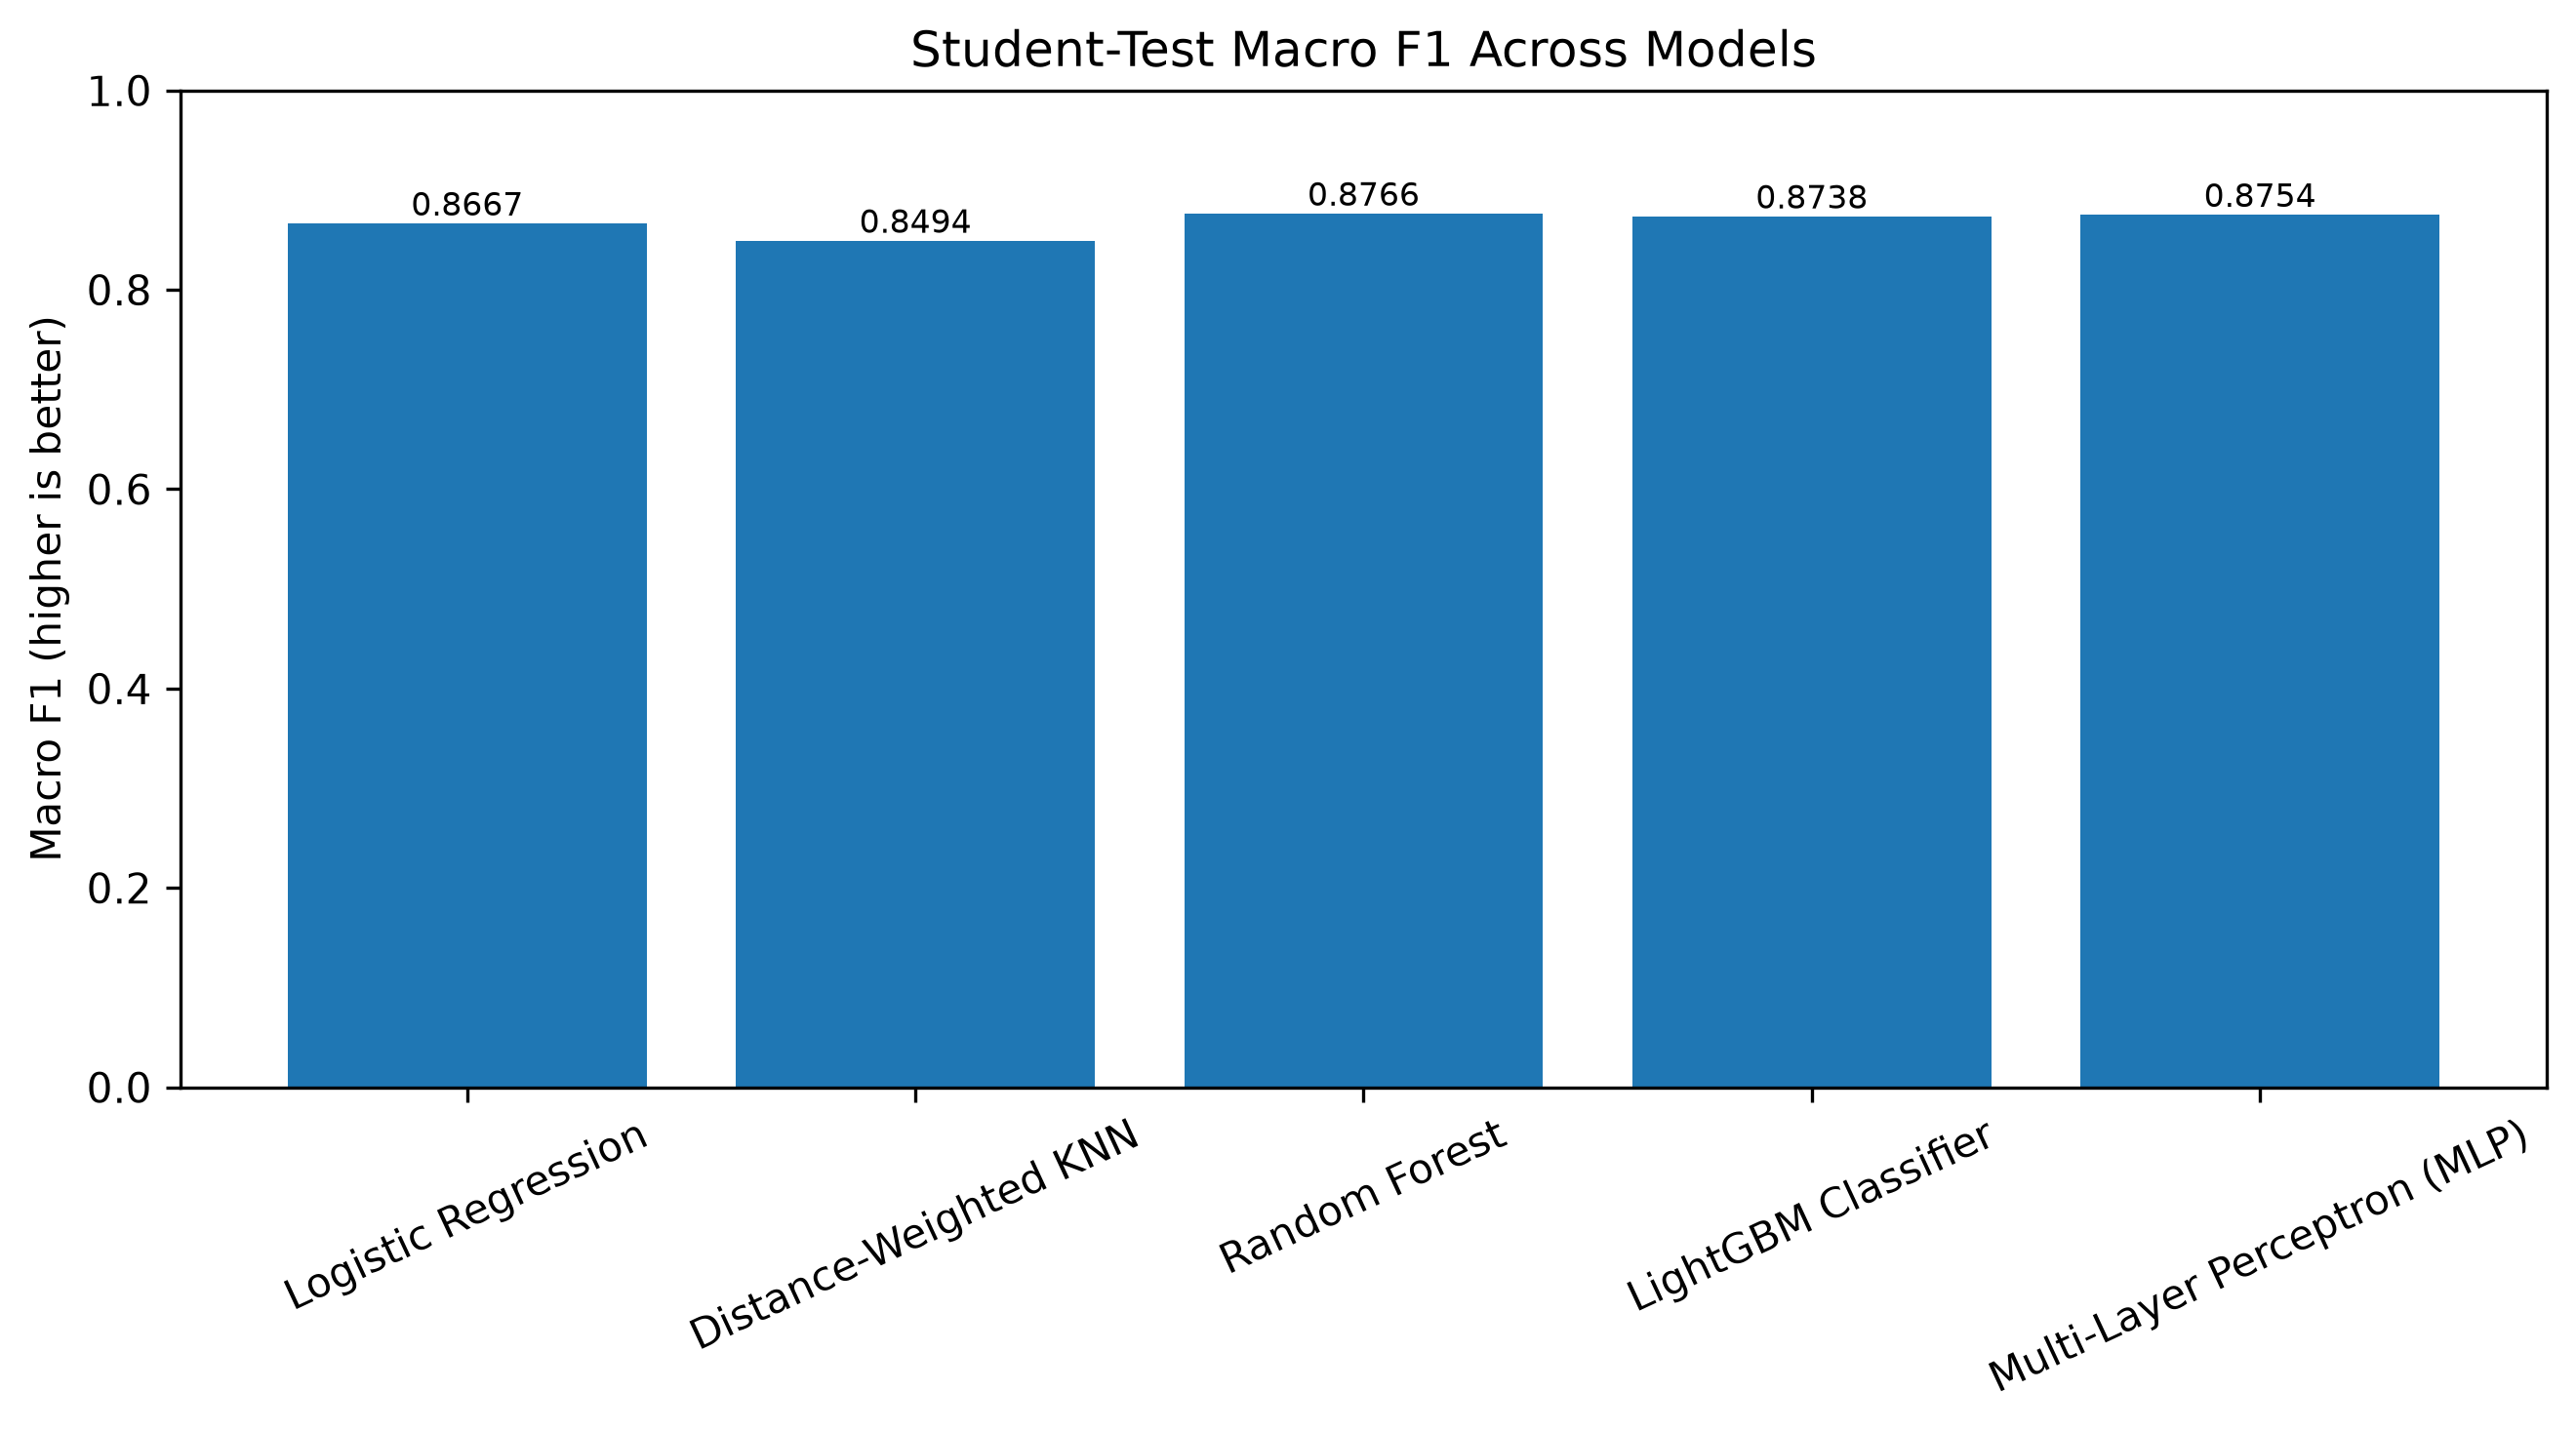 Student-Test Macro F1 Across Models
Macro F1 (higher is better)
1.0
0.8
0.6
0.4
0.2
0.0
0.8667
0.8494
0.8766
0.8738
0.8754
Logistic Regression
Distance-Weighted KNN
Random Forest
LightGBM Classifier
Multi-Layer Perceptron (MLP)